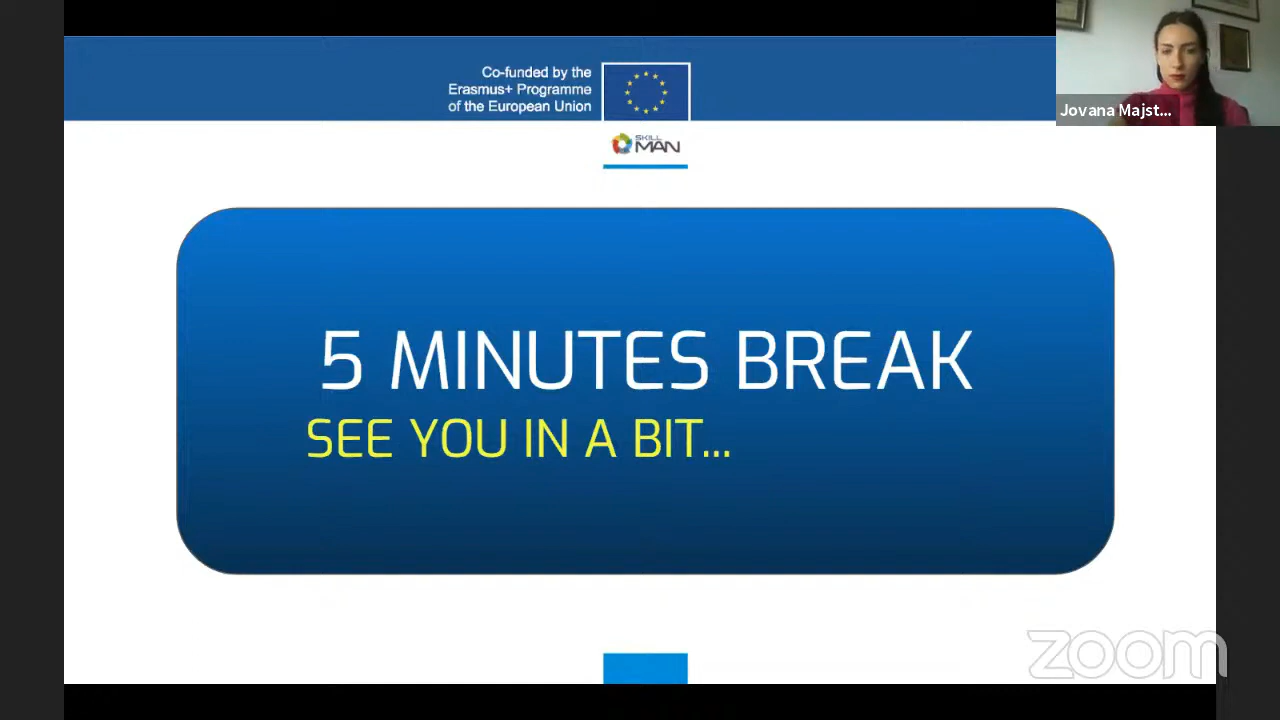 Co-funded by the
Erasmus+ Programme
of the European Union
Jovana Majst...
SKILL
MAN
5 MINUTES BREAK
SEE YOU IN A BIT...
zoom